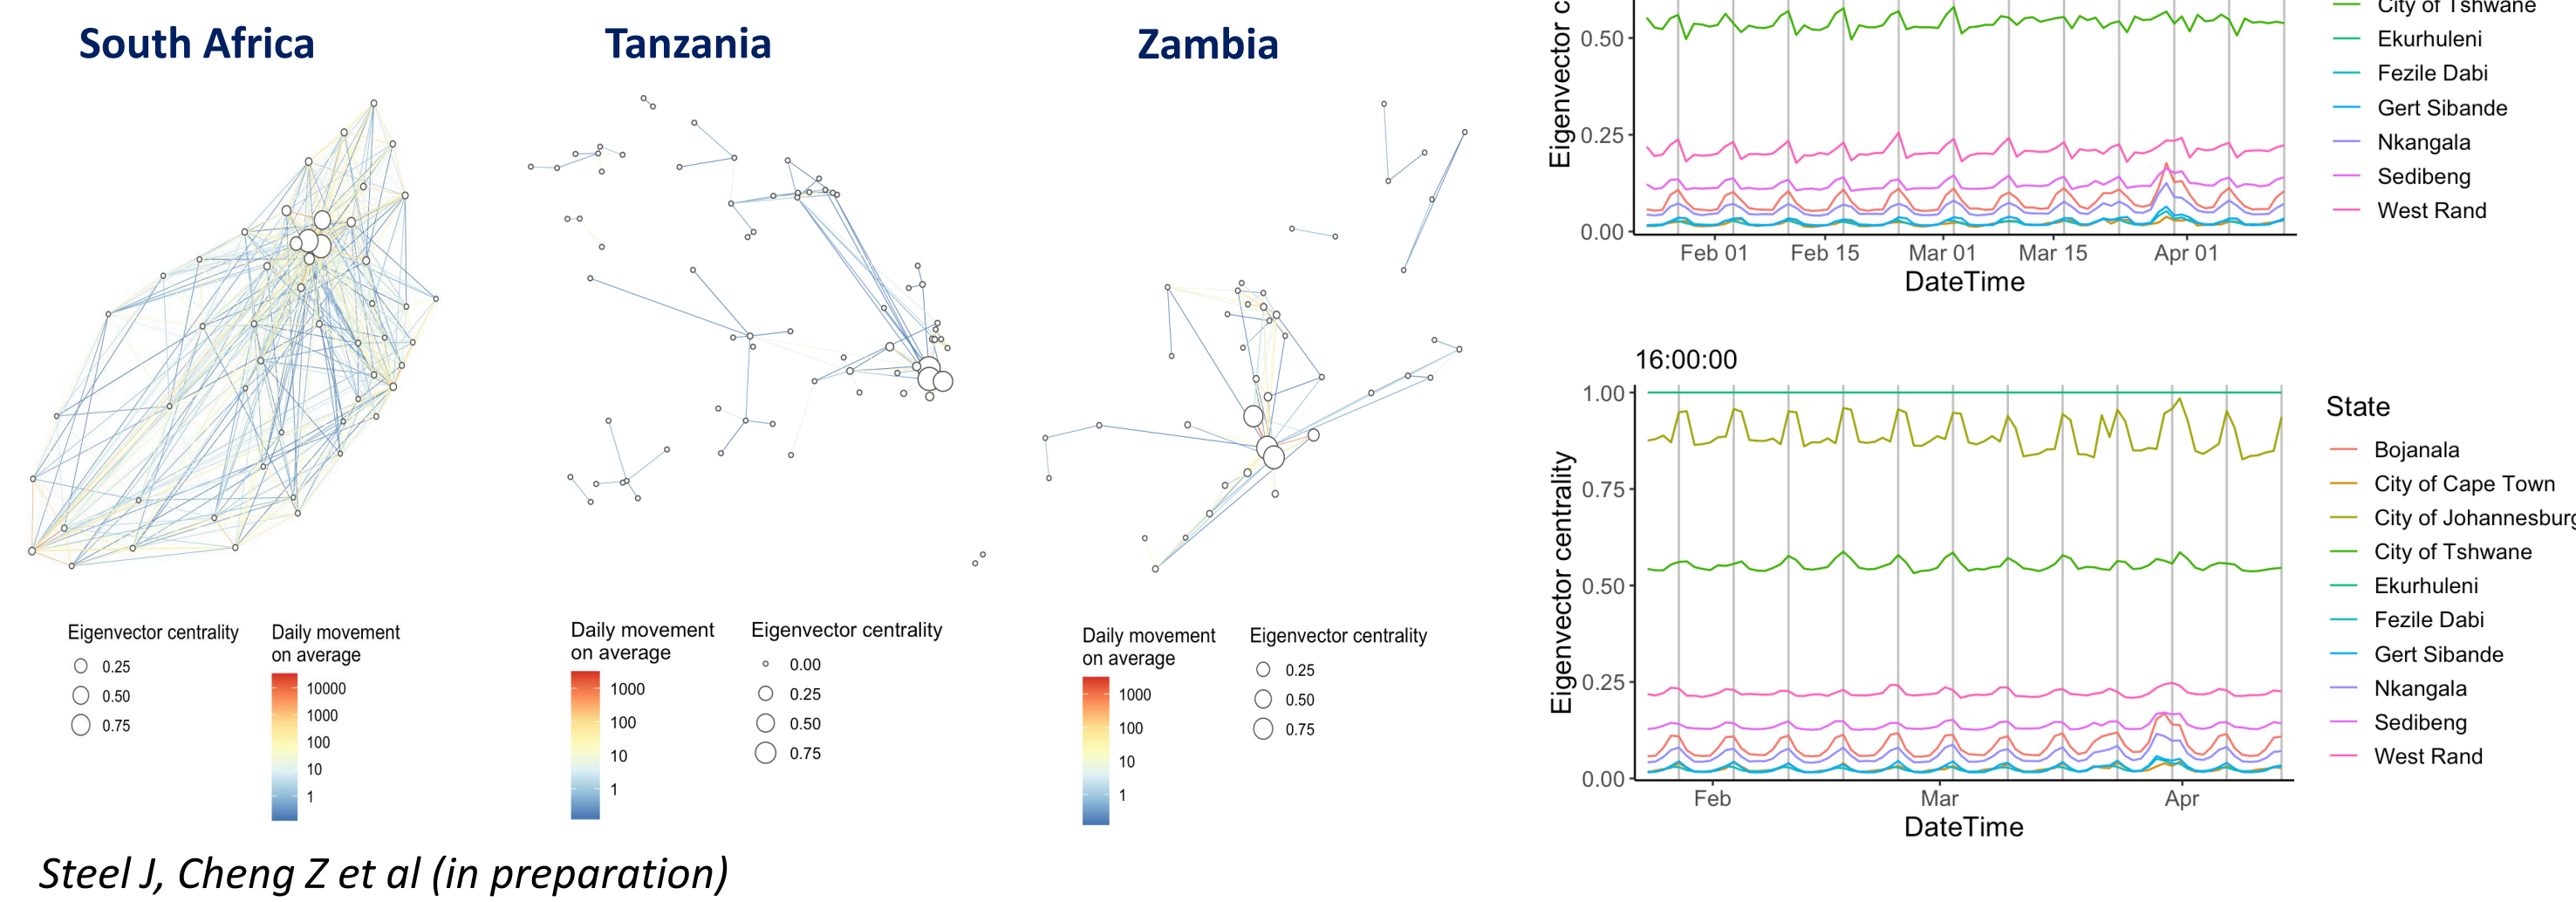 South Africa
Tanzania
Zambia
Eigenvector centrality
0.25
0.50
0.75
Daily movement
on average
10000
1000
100
10
1
Daily movement
on average
1000
100
10
1
Eigenvector centrality
0.00
0.25
0.50
0.75
Daily movement
on average
1000
100
10
1
Eigenvector centrality
0.25
0.50
0.75
Steel J, Cheng Z et al (in preparation)
Eigenvector c
0.50
0.25
0.00
Feb 01
Feb 15
Mar 01
Mar 15
Apr 01
DateTime
City of Tshwane
Ekurhuleni
Fezile Dabi
Gert Sibande
Nkangala
Sedibeng
West Rand
16:00:00
Eigenvector centrality
1.00
0.75
0.50
0.25
0.00
Feb
Mar
Apr
DateTime
State
Bojanala
City of Cape Town
City of Johannesburg
City of Tshwane
Ekurhuleni
Fezile Dabi
Gert Sibande
Nkangala
Sedibeng
West Rand